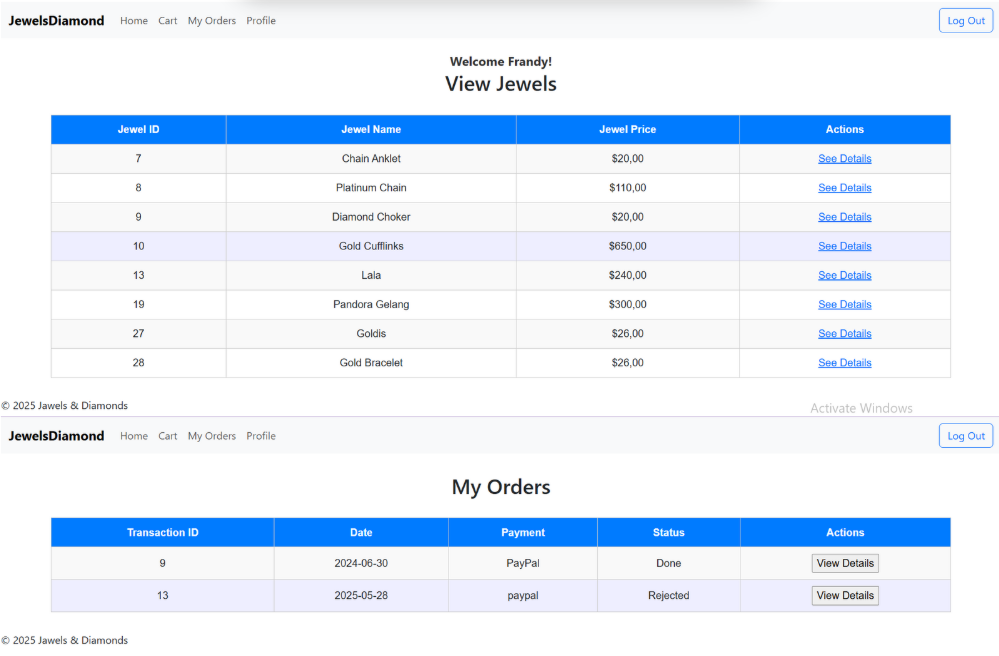 JewelsDiamond Home Cart My Orders Profile Log Out
Welcome Frandy!
View Jewels
Jewel ID Jewel Name Jewel Price Actions
7 Chain Anklet $20,00 See Details
8 Platinum Chain $110,00 See Details
9 Diamond Choker $20,00 See Details
10 Gold Cufflinks $650,00 See Details
13 Lala $240,00 See Details
19 Pandora Gelang $300,00 See Details
27 Goldis $26,00 See Details
28 Gold Bracelet $26,00 See Details
© 2025 Jawels & Diamonds
Activate Windows
JewelsDiamond Home Cart My Orders Profile Log Out
My Orders
Transaction ID Date Payment Status Actions
9 2024-06-30 PayPal Done View Details
13 2025-05-28 paypal Rejected View Details
© 2025 Jawels & Diamonds